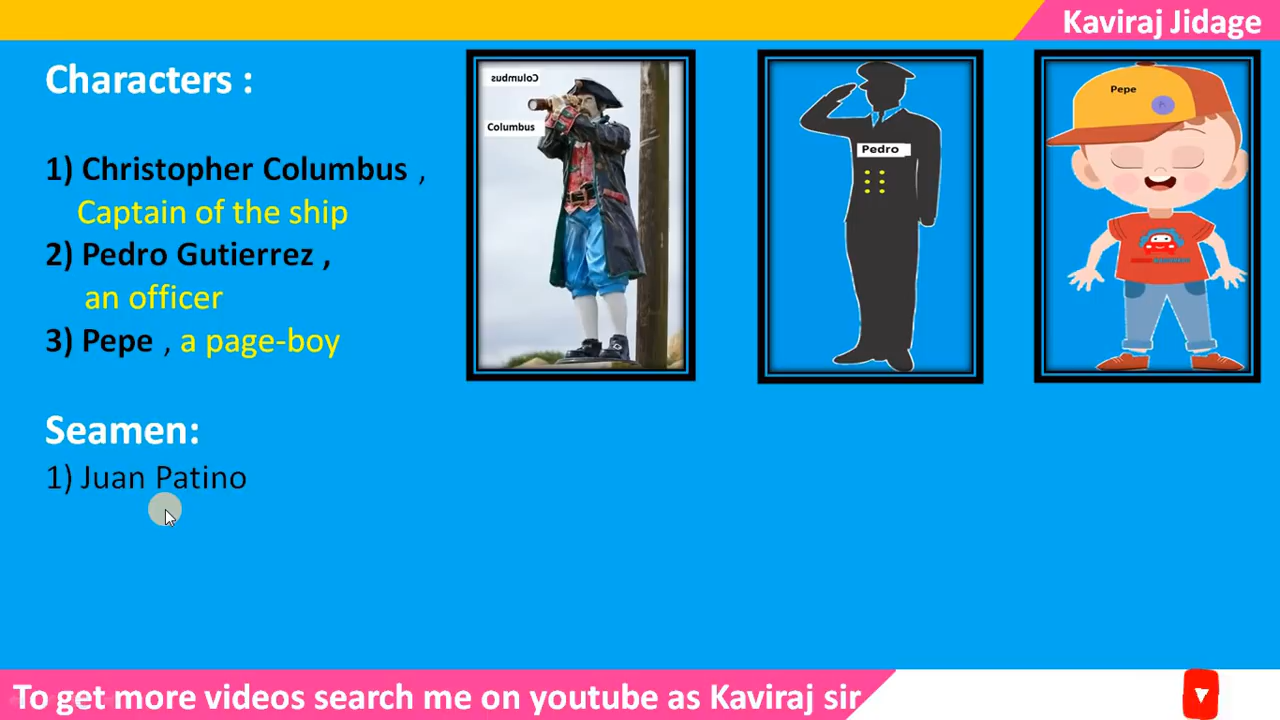 Kaviraj Jidage
Characters :
1) Christopher Columbus ,
Captain of the ship
2) Pedro Gutierrez ,
an officer
3) Pepe , a page-boy
Seamen:
1) Juan Patino
Columbus
Columbus
Pedro
Pepe
To get more videos search me on youtube as Kaviraj sir